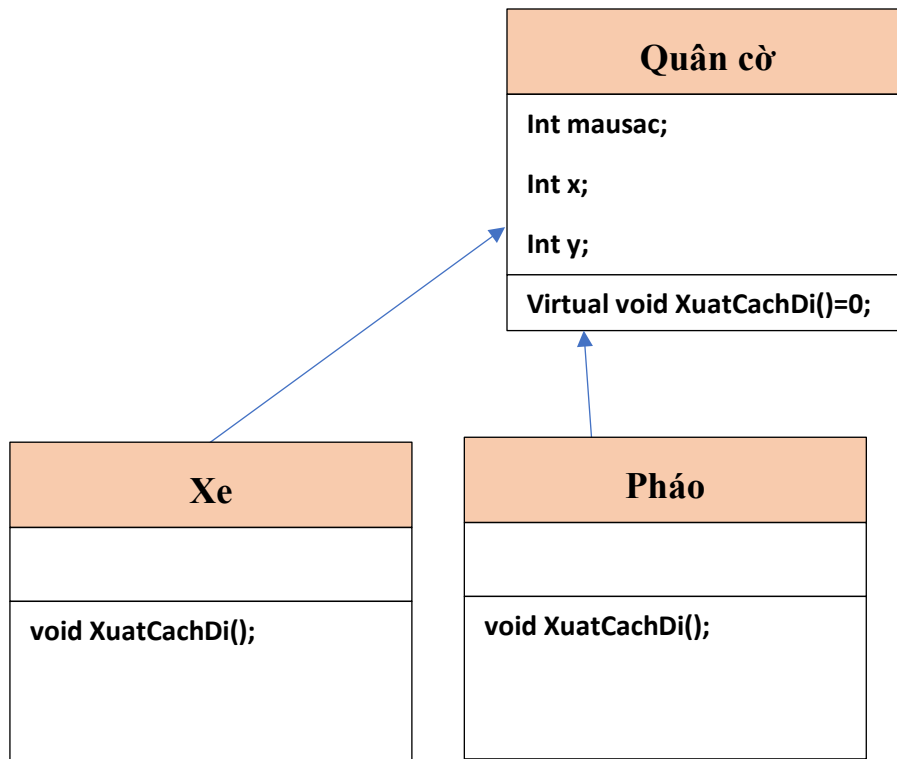 Quân cờ
Int mausac;
Int x;
Int y;
Virtual void XuatCachDi()=0;
Xe
void XuatCachDi();
Pháo
void XuatCachDi();